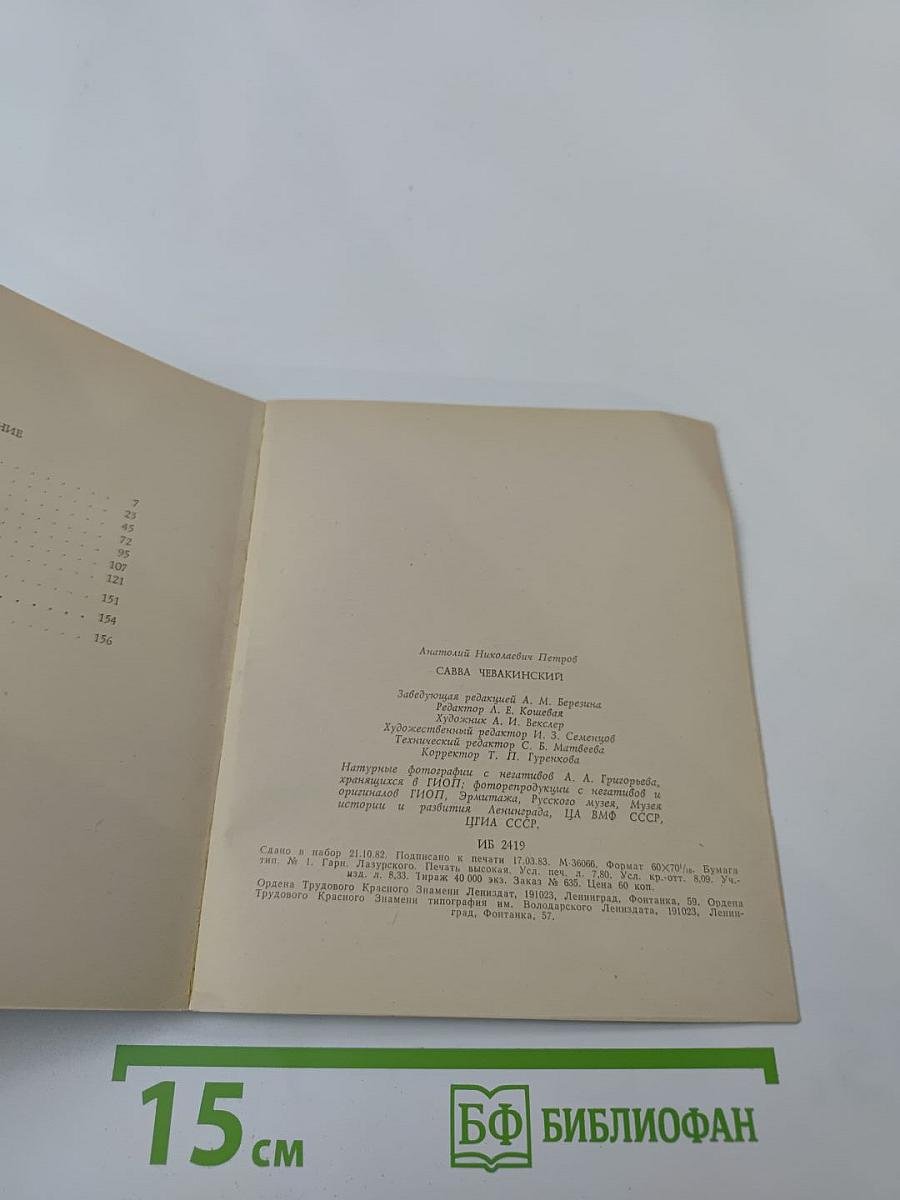 НИЕ
7
23
45
72
95
107
121
151
154
156
Анатолий Николаевич Петров
САВВА ЧЕВАКИНСКИЙ
Заведующая редакцией А. М. Березина
Редактор Л. Е. Кошевая
Художник А. И. Векслер
Художественный редактор И. З. Семенцов
Технический редактор С. Б. Матвеева
Корректор Т. П. Гуренкова
Натурные фотографии с негативов А. А. Григорьева,
хранящихся в ГИОП; фоторепродукции с негативов и
оригиналов ГИОП, Эрмитажа, Русского музея, Музея
истории и развития Ленинграда, ЦА ВМФ СССР,
ЦГИА СССР.
ИБ 2419
Сдано в набор 21.10.82. Подписано к печати 17.03.83. М-36066. Формат 60×70¹/₁₆. Бумага
тип. № 1. Гарн. Лазурского. Печать высокая. Усл. печ. л. 7,80. Усл. кр.-отт. 8,09. Уч.-
изд. л. 8,33. Тираж 40 000 экз. Заказ № 635. Цена 60 коп.
Ордена Трудового Красного Знамени Лениздат, 191023, Ленинград, Фонтанка, 59. Ордена
Трудового Красного Знамени типография им. Володарского Лениздата, 191023, Ленин-
град, Фонтанка, 57.
15 см
БФ БИБЛИОФАН